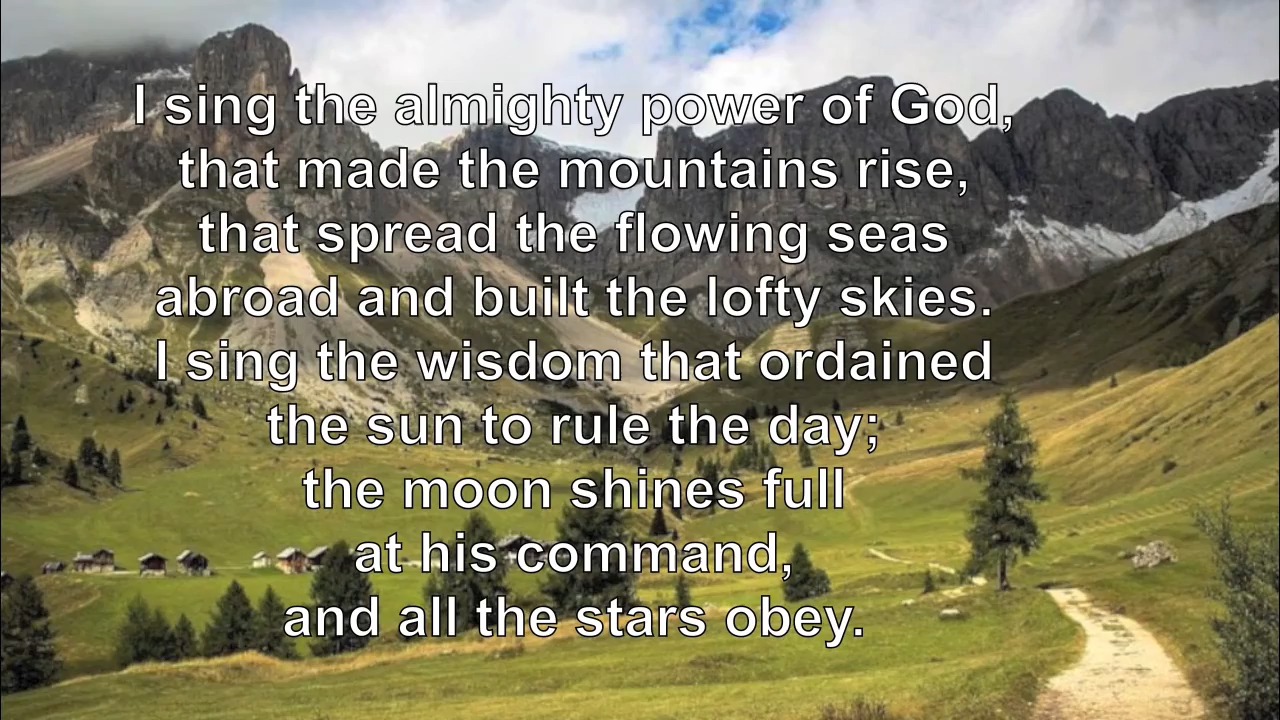 I sing the almighty power of God,
that made the mountains rise,
that spread the flowing seas
abroad and built the lofty skies.
I sing the wisdom that ordained
the sun to rule the day;
the moon shines full
at his command,
and all the stars obey.